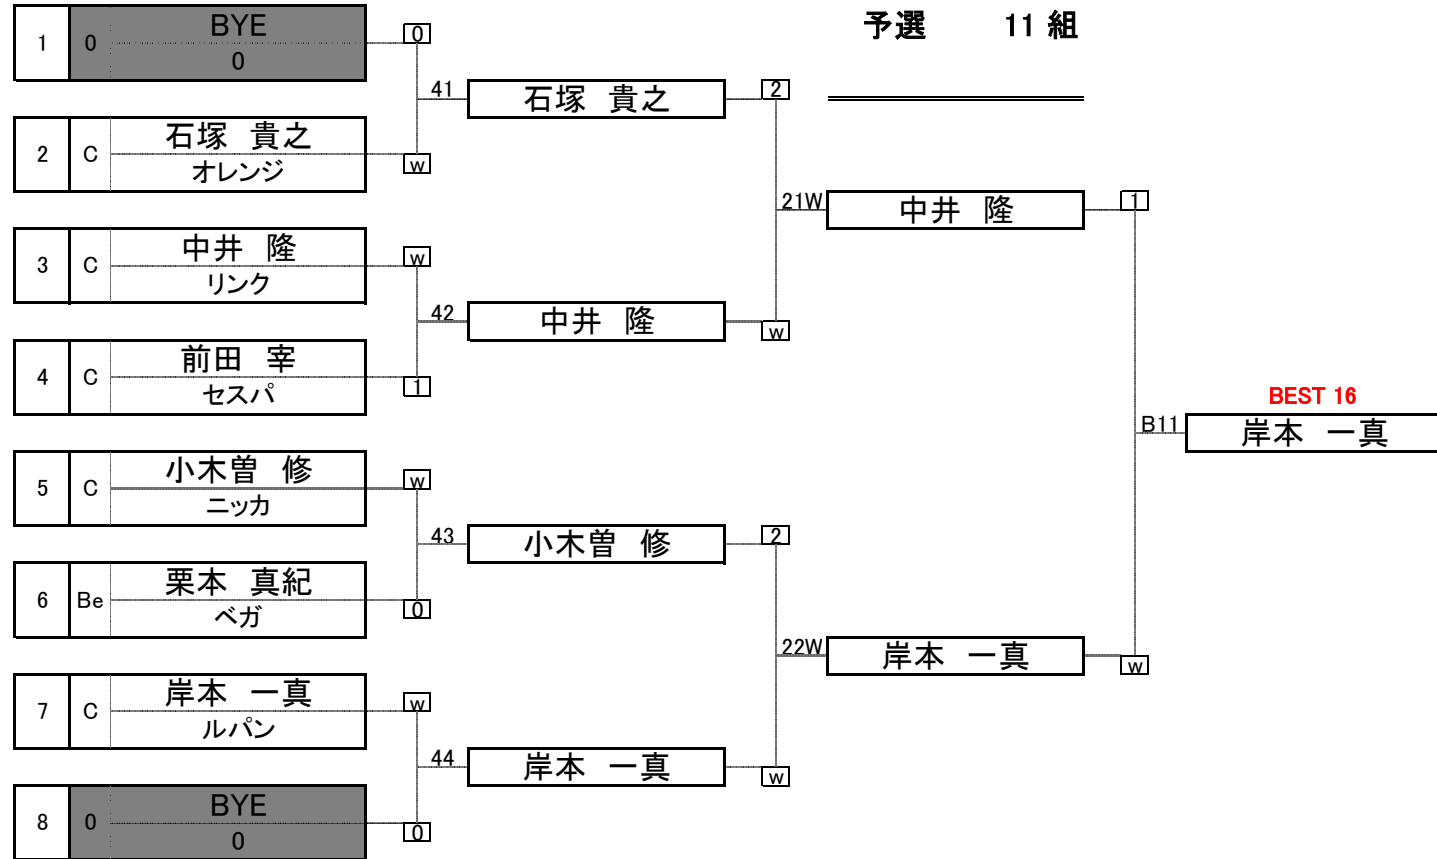 予選 11 組
1 0 BYE 0
0
41 石塚 貴之 2
2 C 石塚 貴之 w
オレンジ
21W 中井 隆 1
3 C 中井 隆 w
リンク
42 中井 隆 w
4 C 前田 宰 1
セスパ
BEST 16
B11 岸本 一真
5 C 小木曽 修 w
ニッカ
43 小木曽 修 2
6 Be 栗本 真紀 0
ベガ
22W 岸本 一真 w
7 C 岸本 一真 w
ルパン
44 岸本 一真 w
8 0 BYE 0
0